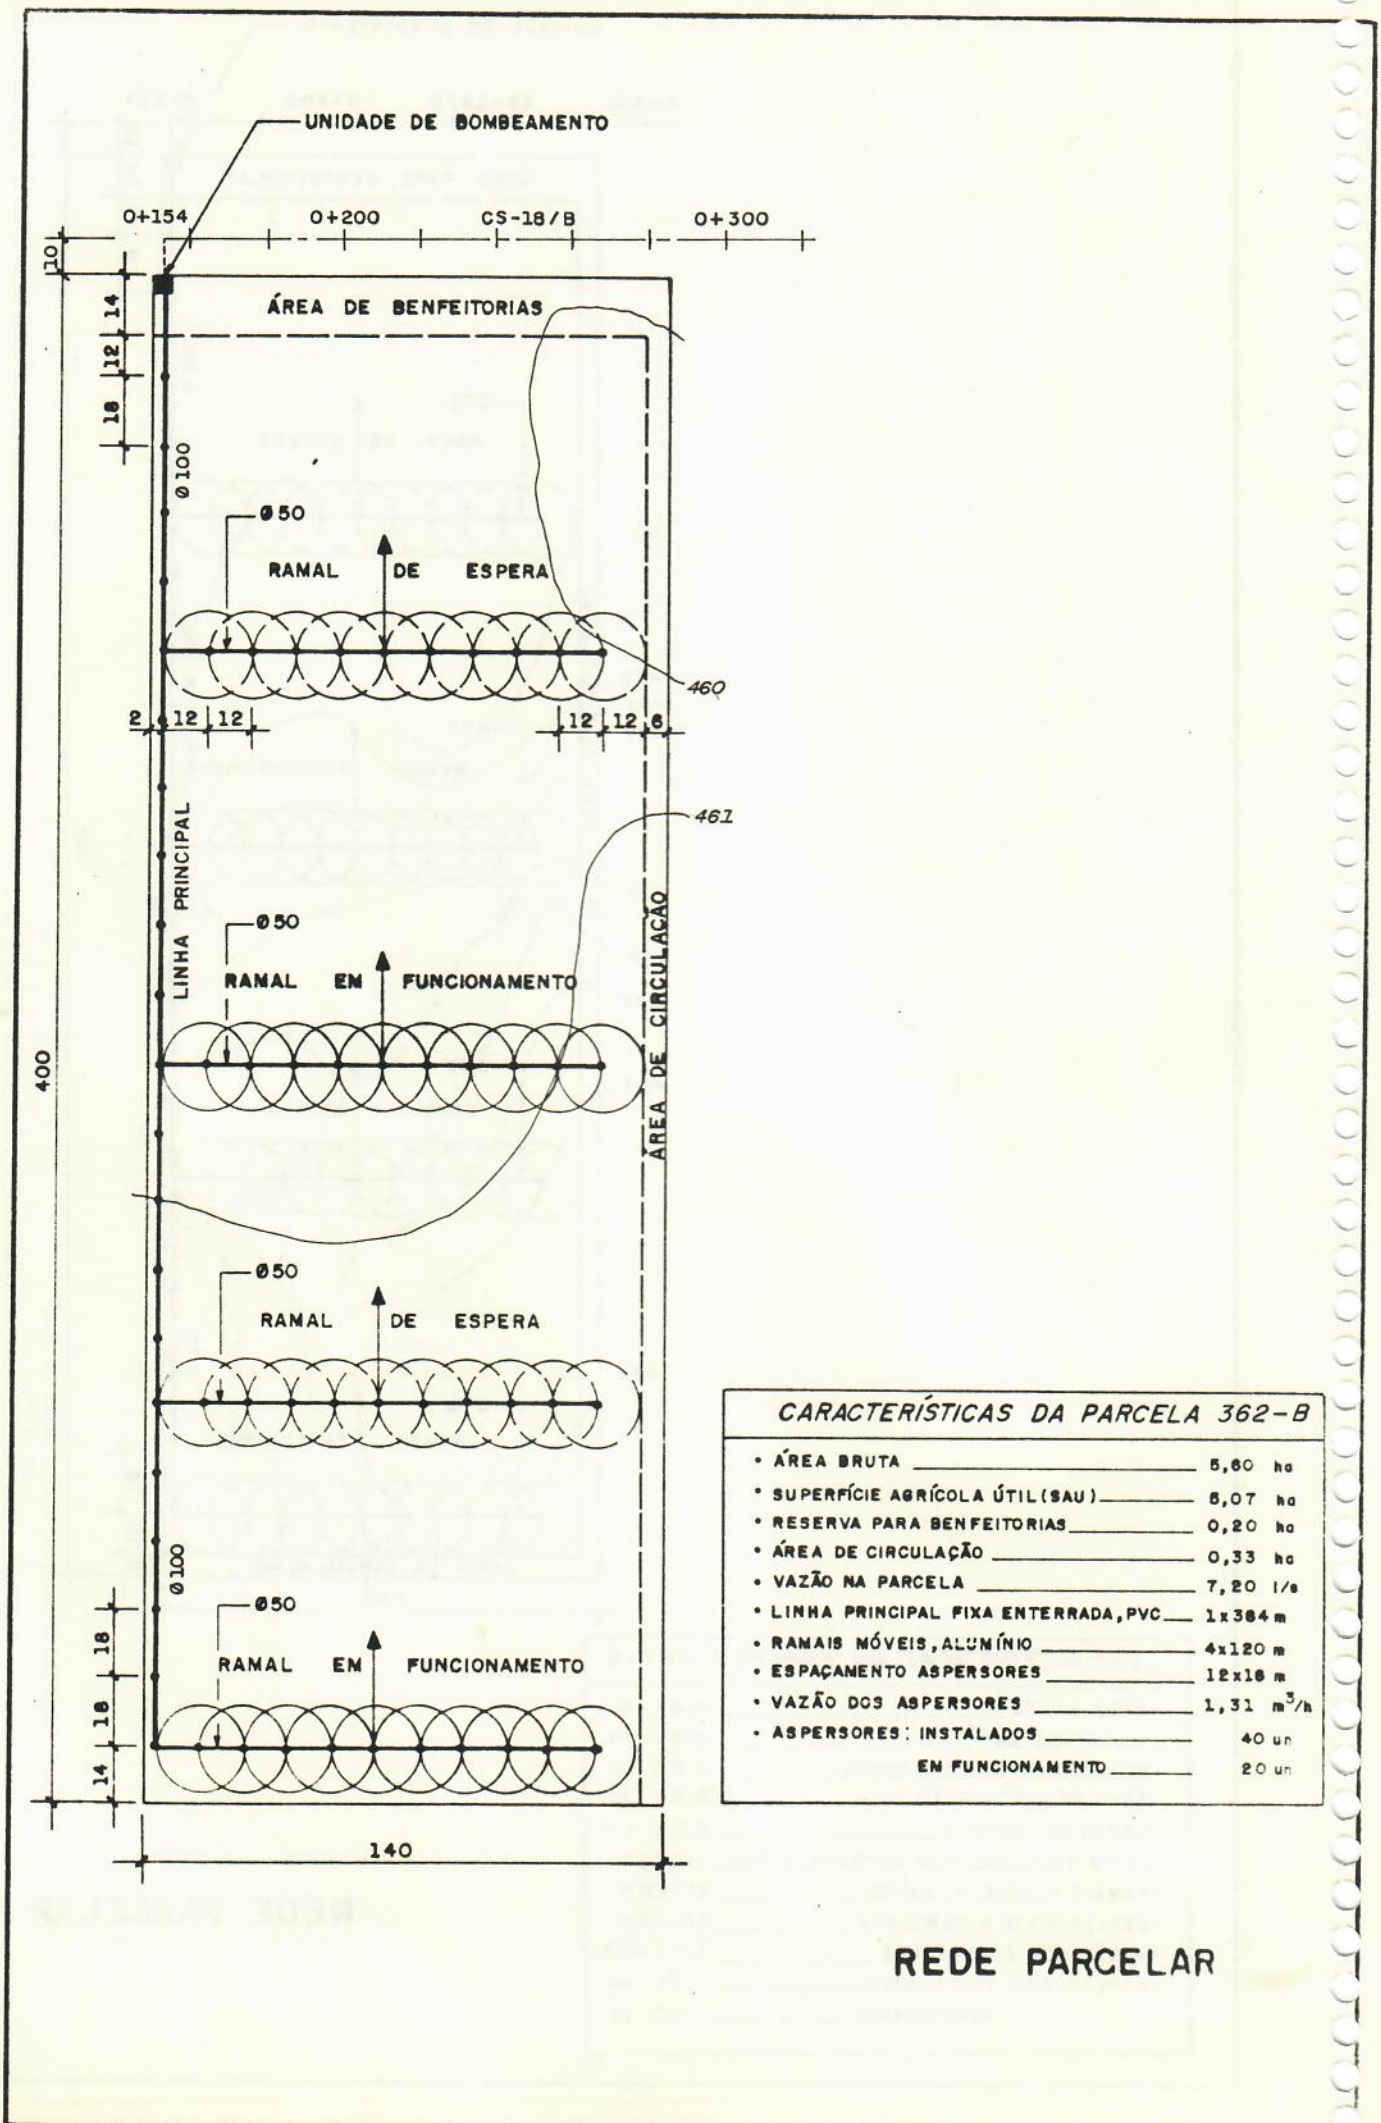 UNIDADE DE BOMBEAMENTO
0+154 0+200 CS-18/B 0+300
10
14
ÁREA DE BENFEITORIAS
12
18
Ø 100
Ø50
RAMAL DE ESPERA
460
2 12 12 12 12 6
461
LINHA PRINCIPAL
ÁREA DE CIRCULAÇÃO
Ø50
RAMAL EM FUNCIONAMENTO
400
Ø50
RAMAL DE ESPERA
Ø100
Ø50
18
RAMAL EM FUNCIONAMENTO
18
14
140
CARACTERÍSTICAS DA PARCELA 362-B
• ÁREA BRUTA 5,60 ha
• SUPERFÍCIE AGRÍCOLA ÚTIL(SAU) 5,07 ha
• RESERVA PARA BENFEITORIAS 0,20 ha
• ÁREA DE CIRCULAÇÃO 0,33 ha
• VAZÃO NA PARCELA 7,20 l/s
• LINHA PRINCIPAL FIXA ENTERRADA, PVC 1x384 m
• RAMAIS MÓVEIS, ALUMÍNIO 4x120 m
• ESPAÇAMENTO ASPERSORES 12x18 m
• VAZÃO DOS ASPERSORES 1,31 m³/h
• ASPERSORES: INSTALADOS 40 un
EM FUNCIONAMENTO 20 un
REDE PARCELAR